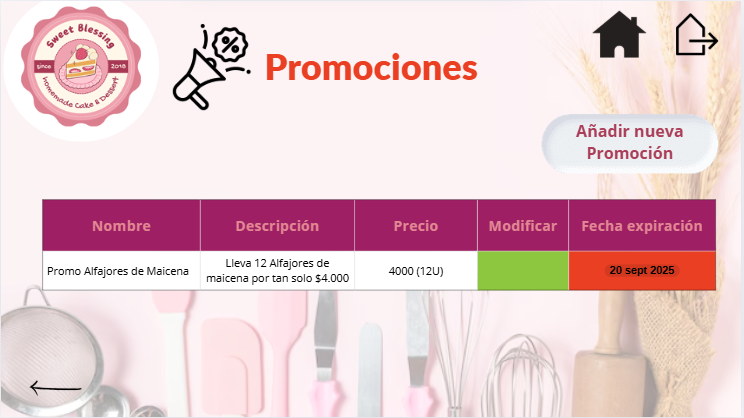 Sweet Blessing
since 2018
Homemade Cake & Dessert
%
Promociones
Añadir nueva
Promoción
Nombre Descripción Precio Modificar Fecha expiración
Promo Alfajores de Maicena
Lleva 12 Alfajores de
maicena por tan solo $4.000
4000 (12U)
20 sept 2025